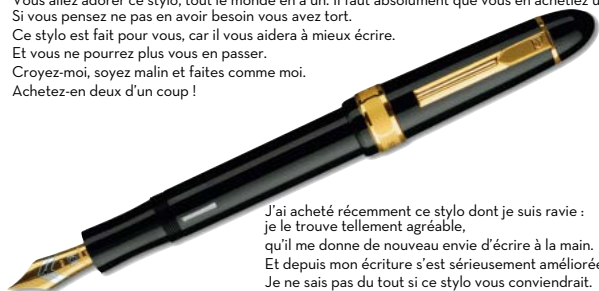 Vous allez adorer ce stylo, tout le monde en a un. Il faut absolument que vous en achetiez
Si vous pensez ne pas en avoir besoin vous avez tort.
Ce stylo est fait pour vous, car il vous aidera à mieux écrire.
Et vous ne pourrez plus vous en passer.
Croyez-moi, soyez malin et faites comme moi.
Achetez-en deux d'un coup !
J'ai acheté récemment ce stylo dont je suis ravie :
je le trouve tellement agréable,
qu'il me donne de nouveau envie d'écrire à la main.
Et depuis mon écriture s'est sérieusement améliorée
Je ne sais pas du tout si ce stylo vous conviendrait.